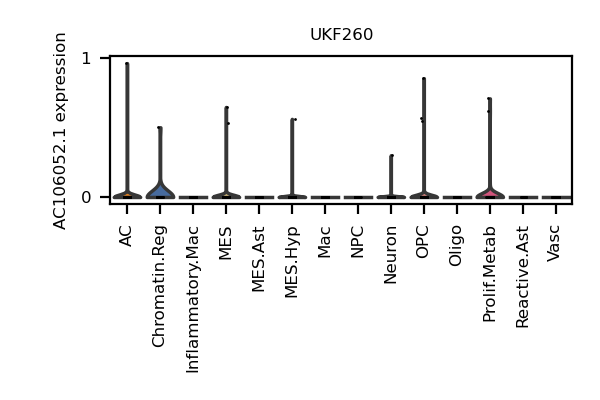 UKF260
AC106052.1 expression
1
0
AC
Chromatin.Reg
Inflammatory.Mac
MES
MES.Ast
MES.Hyp
Mac
NPC
Neuron
OPC
Oligo
Prolif.Metab
Reactive.Ast
Vasc